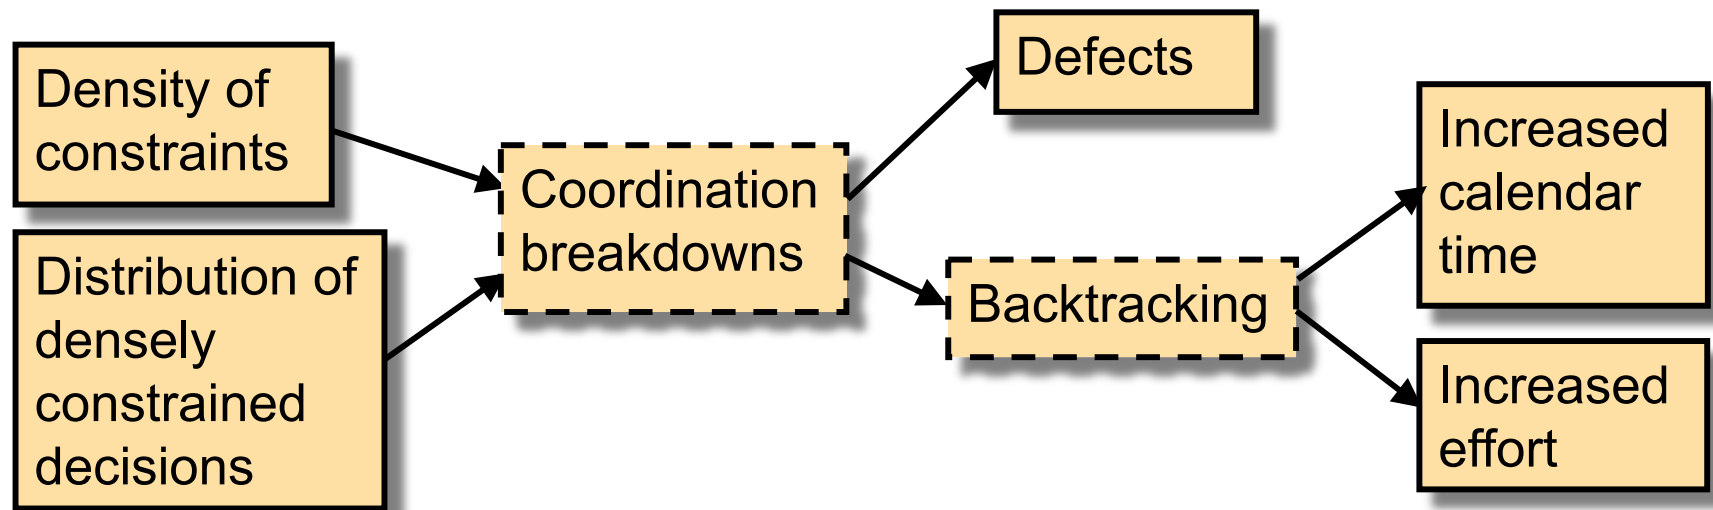 Density of
constraints
Distribution of
densely
constrained
decisions
Coordination
breakdowns
Defects
Backtracking
Increased
calendar
time
Increased
effort